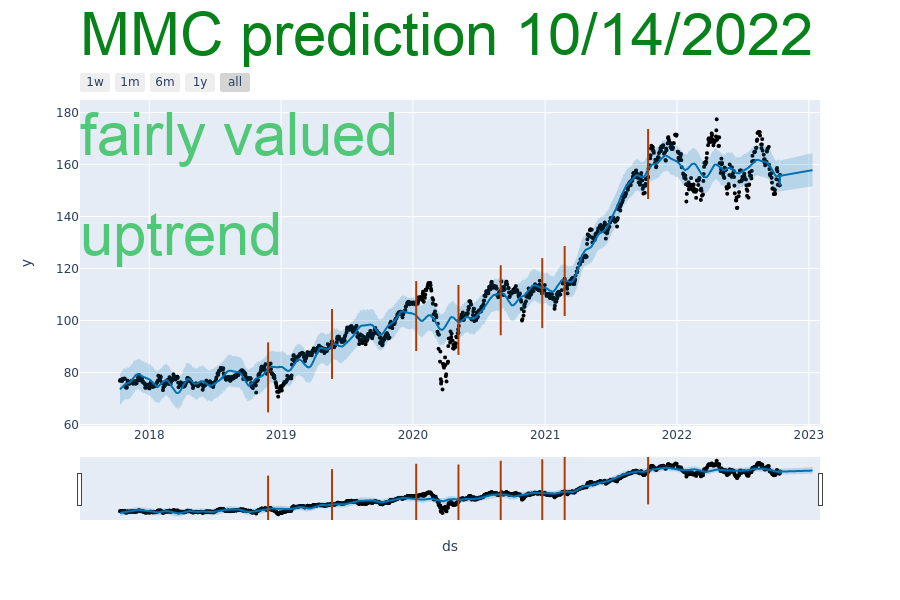 MMC prediction 10/14/2022
1w 1m 6m 1y all
fairly valued
uptrend
180
160
140
120
100
80
60
y
2018 2019 2020 2021 2022 2023
ds